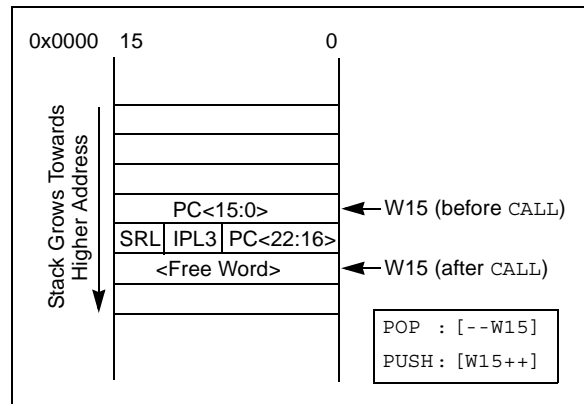 0x0000 15 0
Stack Grows Towards
Higher Address
PC<15:0>
W15 (before CALL)
SRL IPL3 PC<22:16>
<Free Word>
W15 (after CALL)
POP : [--W15]
PUSH: [W15++]